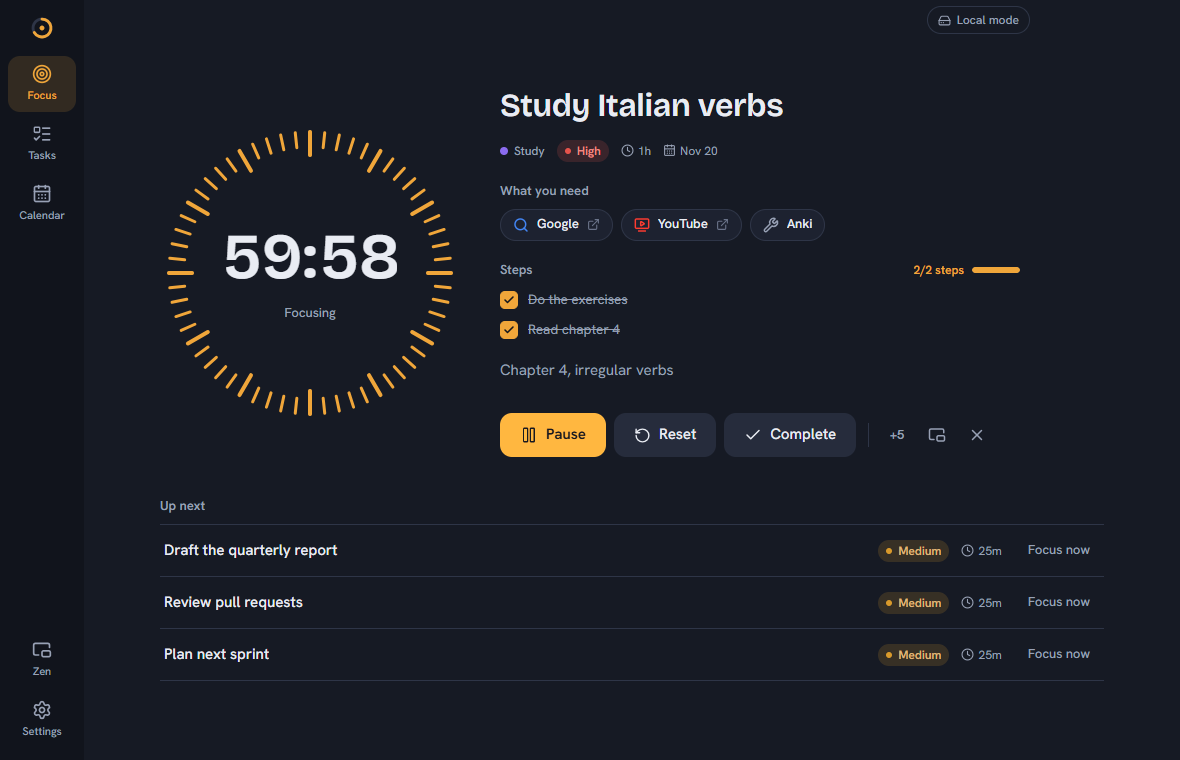 Local mode
Focus
Tasks
Calendar
Study Italian verbs
Study High 1h Nov 20
What you need
Google YouTube Anki
59:58
Focusing
Steps 2/2 steps
Do the exercises
Read chapter 4
Chapter 4, irregular verbs
Pause Reset Complete +5
Up next
Draft the quarterly report Medium 25m Focus now
Review pull requests Medium 25m Focus now
Plan next sprint Medium 25m Focus now
Zen
Settings